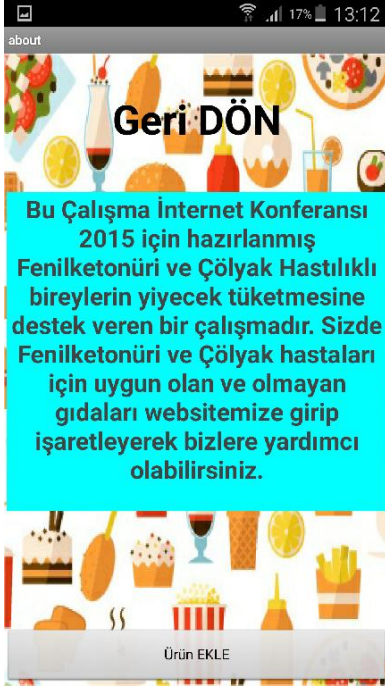 17% 13:12
about
Geri DÖN
Bu Çalışma İnternet Konferansı
2015 için hazırlanmış
Fenilketonüri ve Çölyak Hastılıklı
bireylerin yiyecek tüketmesine
destek veren bir çalışmadır. Sizde
Fenilketonüri ve Çölyak hastaları
için uygun olan ve olmayan
gıdaları websitemize girip
işaretleyerek bizlere yardımcı
olabilirsiniz.
Ürün EKLE